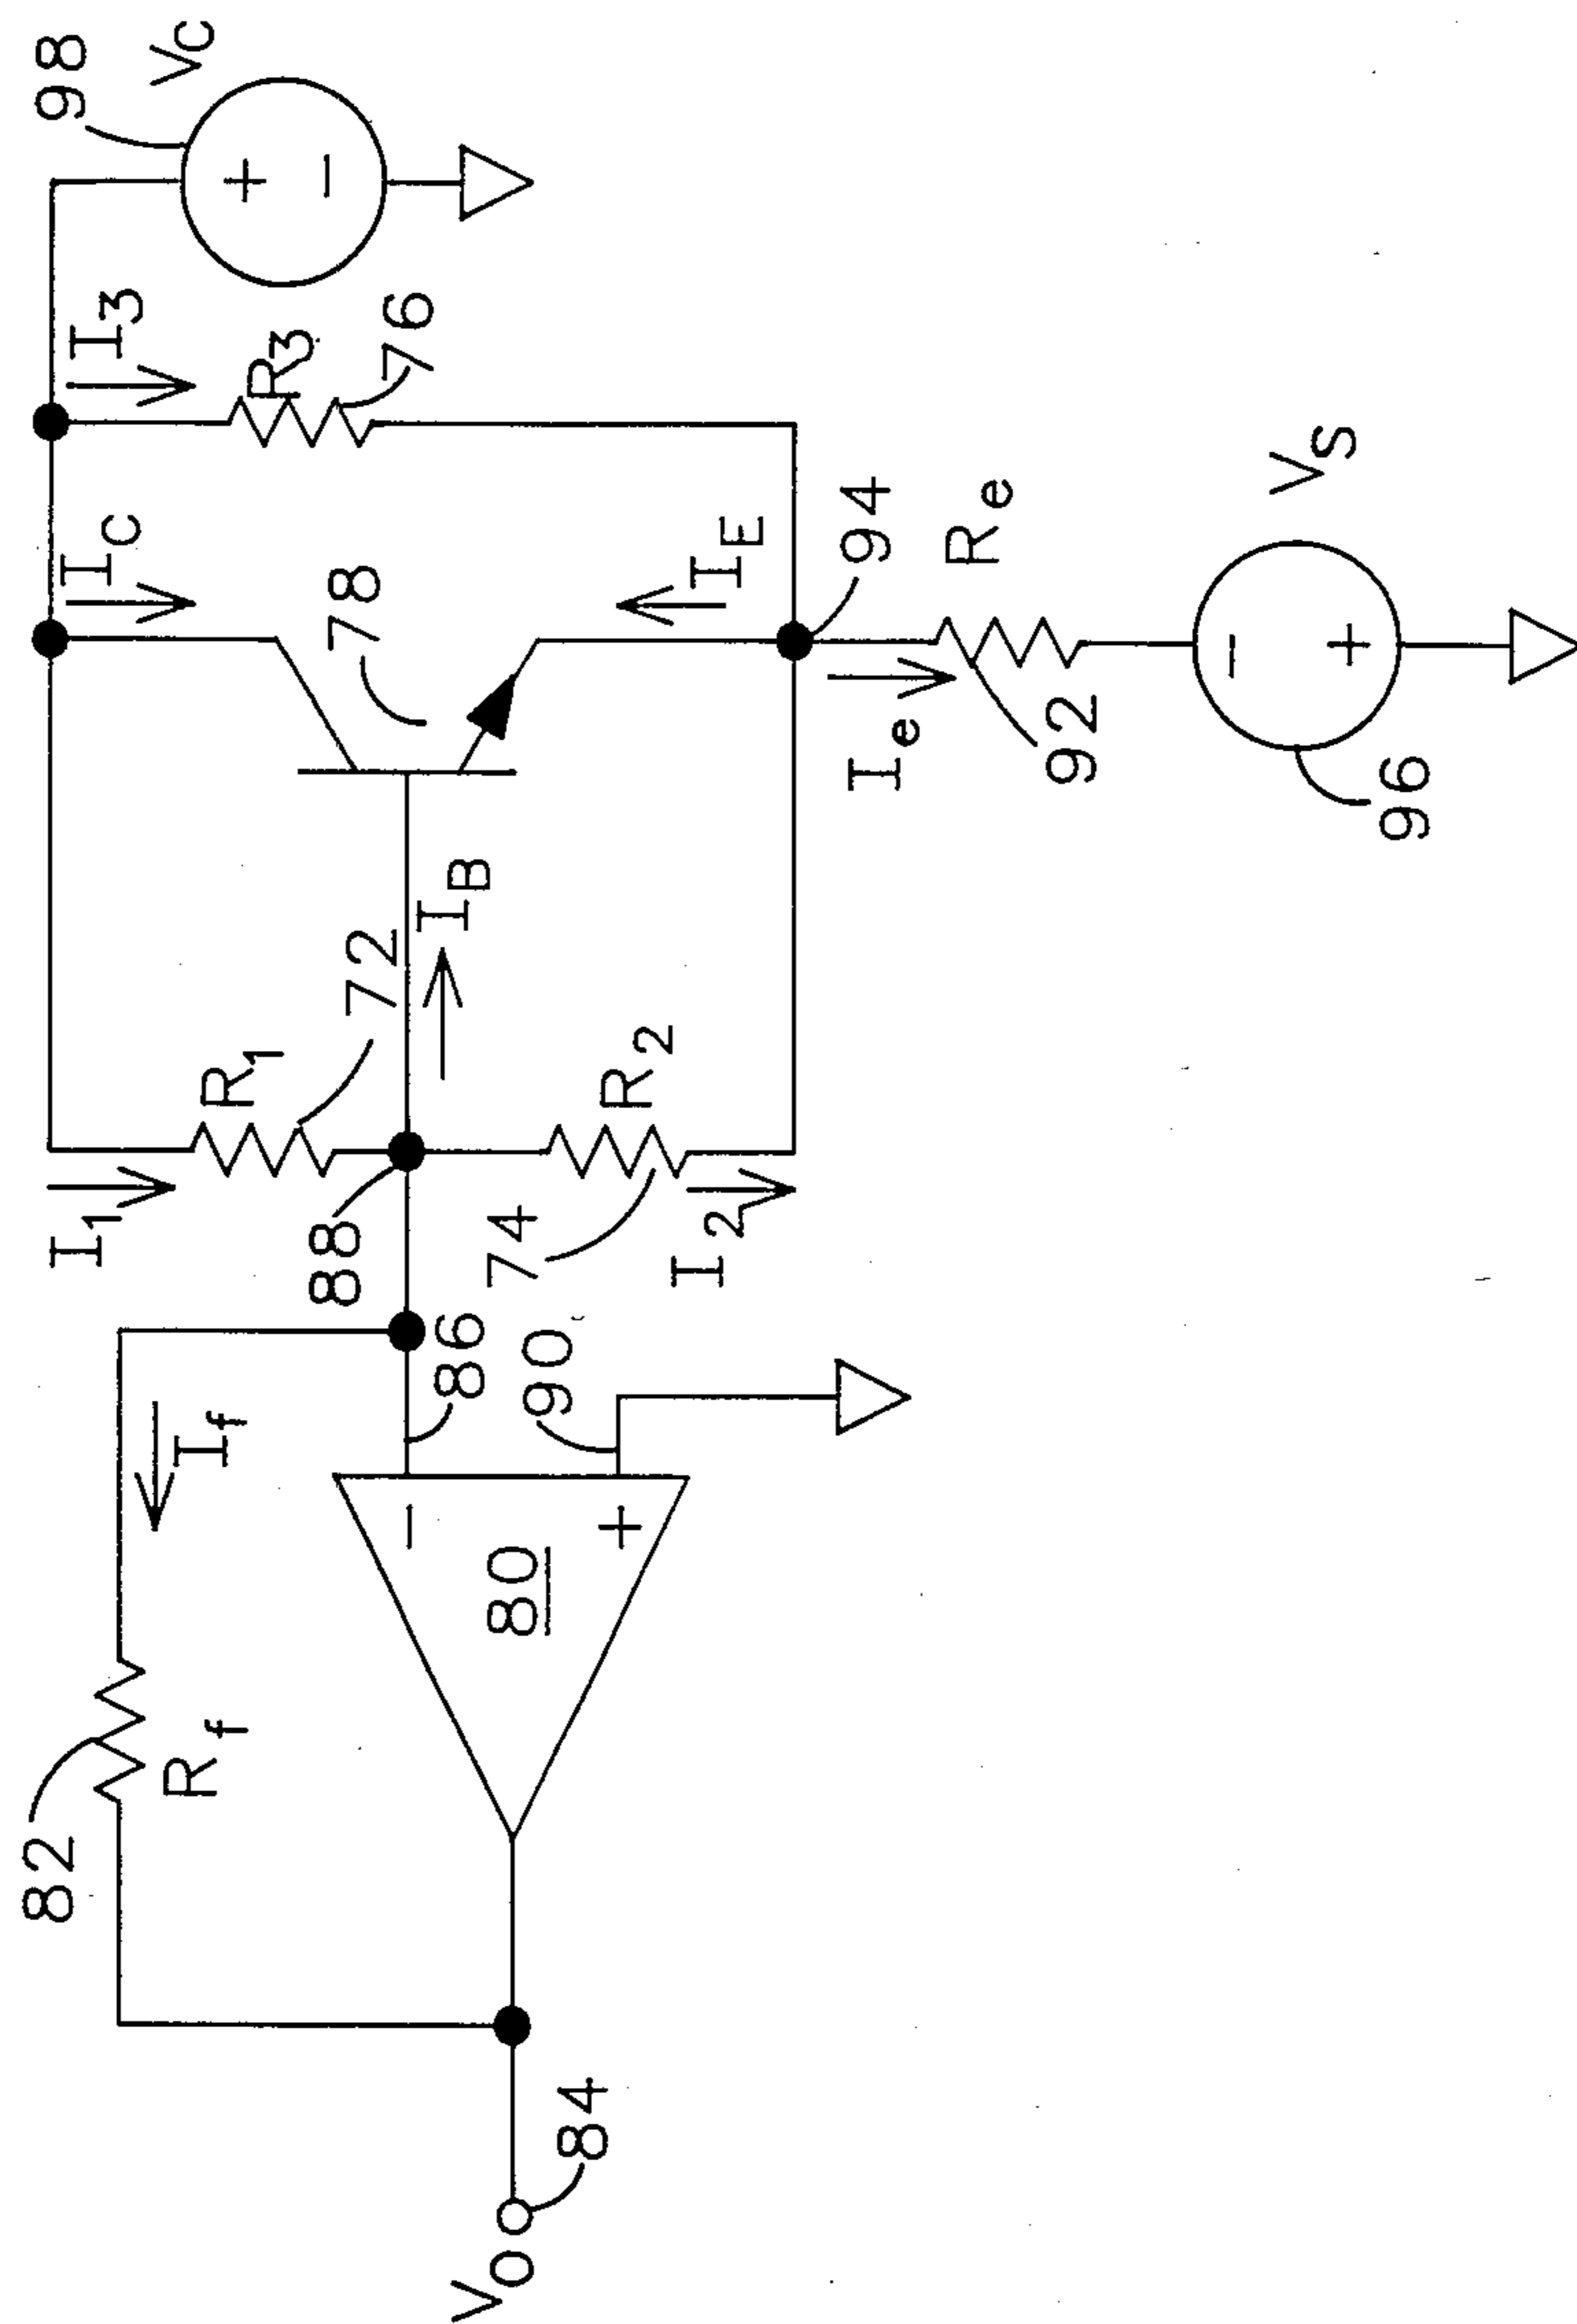 98
VC
I3
R3
76
IC
78
IE
94
Re
VS
Ie
92
96
IB
72
R1
R2
I1
88
74
I2
86
90
If
80
−
+
82
Rf
84
VO
+
−
−
+